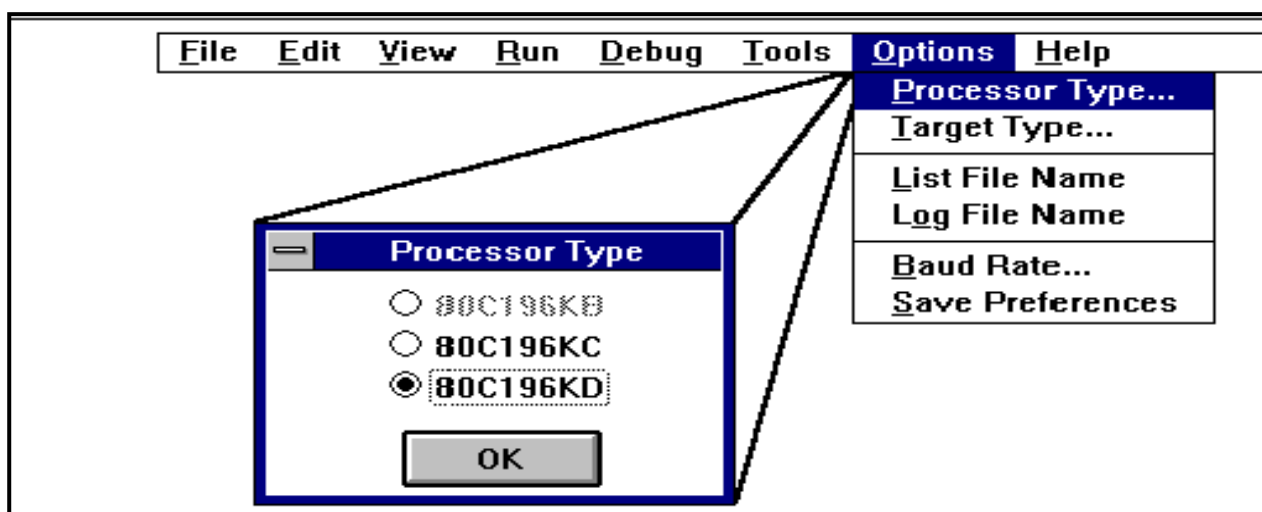 File Edit View Run Debug Tools Options Help
Processor Type...
Target Type...
List File Name
Log File Name
Baud Rate...
Save Preferences
Processor Type
80C196KB
80C196KC
80C196KD
OK